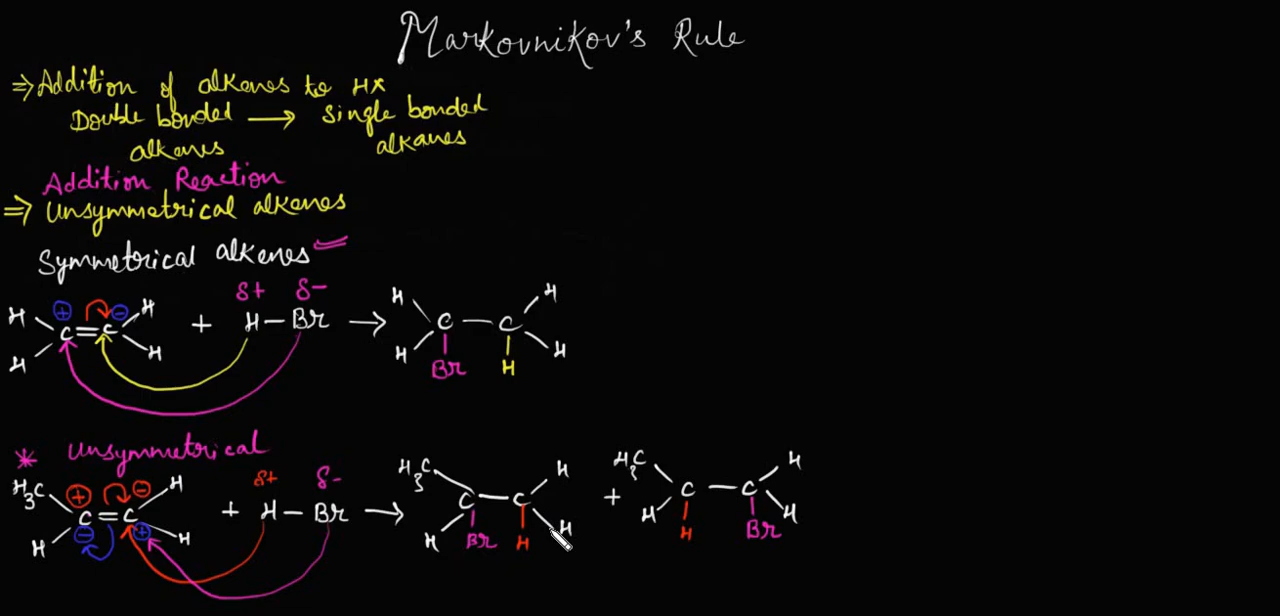 Markovnikov's Rule
⇒ Addition of alkenes to HX
Double bonded → Single bonded
alkenes alkanes
Addition Reaction
⇒ Unsymmetrical alkenes
Symmetrical alkenes
δ+ δ-
H ⊕ ⊖ H H H
C = C + H - Br → C - C
H H H Br H H
* Unsymmetrical
H3C ⊕ ⊖ H δ+ δ- H3C H H3C H
C = C + H - Br → C - C + C - C
H ⊖ ⊕ H H Br H H H H Br H